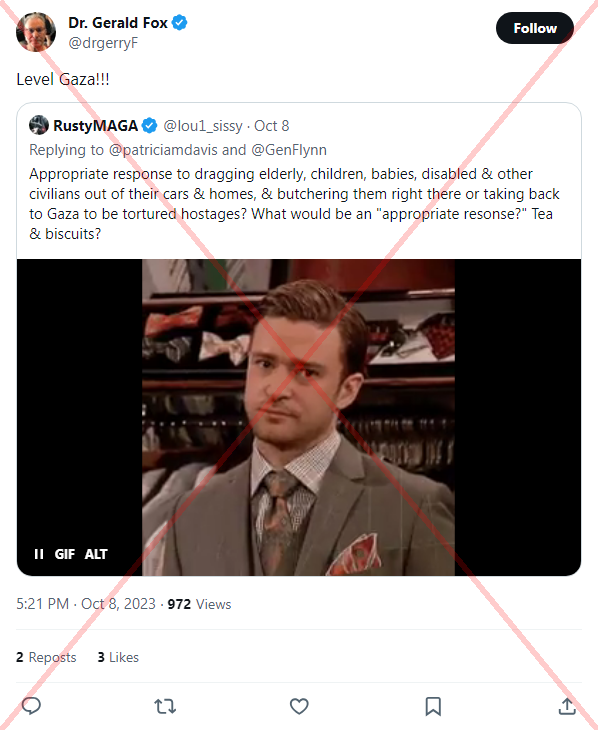 Dr. Gerald Fox
@drgerryF
Follow
Level Gaza!!!
RustyMAGA @lou1_sissy · Oct 8
Replying to @patriciamdavis and @GenFlynn
Appropriate response to dragging elderly, children, babies, disabled & other
civilians out of their cars & homes, & butchering them right there or taking back
to Gaza to be tortured hostages? What would be an "appropriate resonse?" Tea
& biscuits?
GIF ALT
5:21 PM · Oct 8, 2023 · 972 Views
2 Reposts 3 Likes